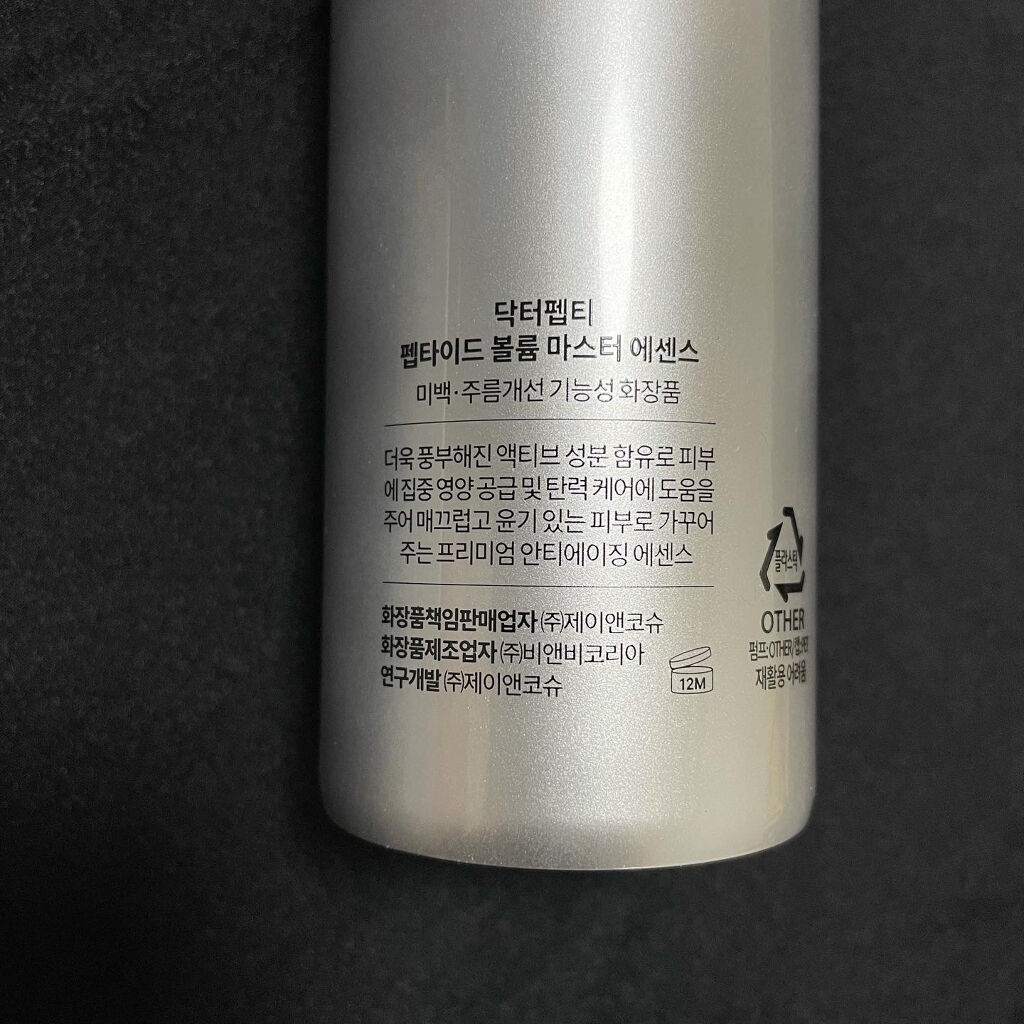 닥터펩티
펩타이드 볼륨 마스터 에센스
미백·주름개선 기능성 화장품
더욱 풍부해진 액티브 성분 함유로 피부
에 집중 영양 공급 및 탄력 케어에 도움을
주어 매끄럽고 윤기 있는 피부로 가꾸어
주는 프리미엄 안티에이징 에센스
화장품책임판매업자 (주)제이앤코슈
화장품제조업자 (주)비앤비코리아
연구개발 (주)제이앤코슈
12M
플라스틱
OTHER
펌프:OTHER/
재활용 어려움